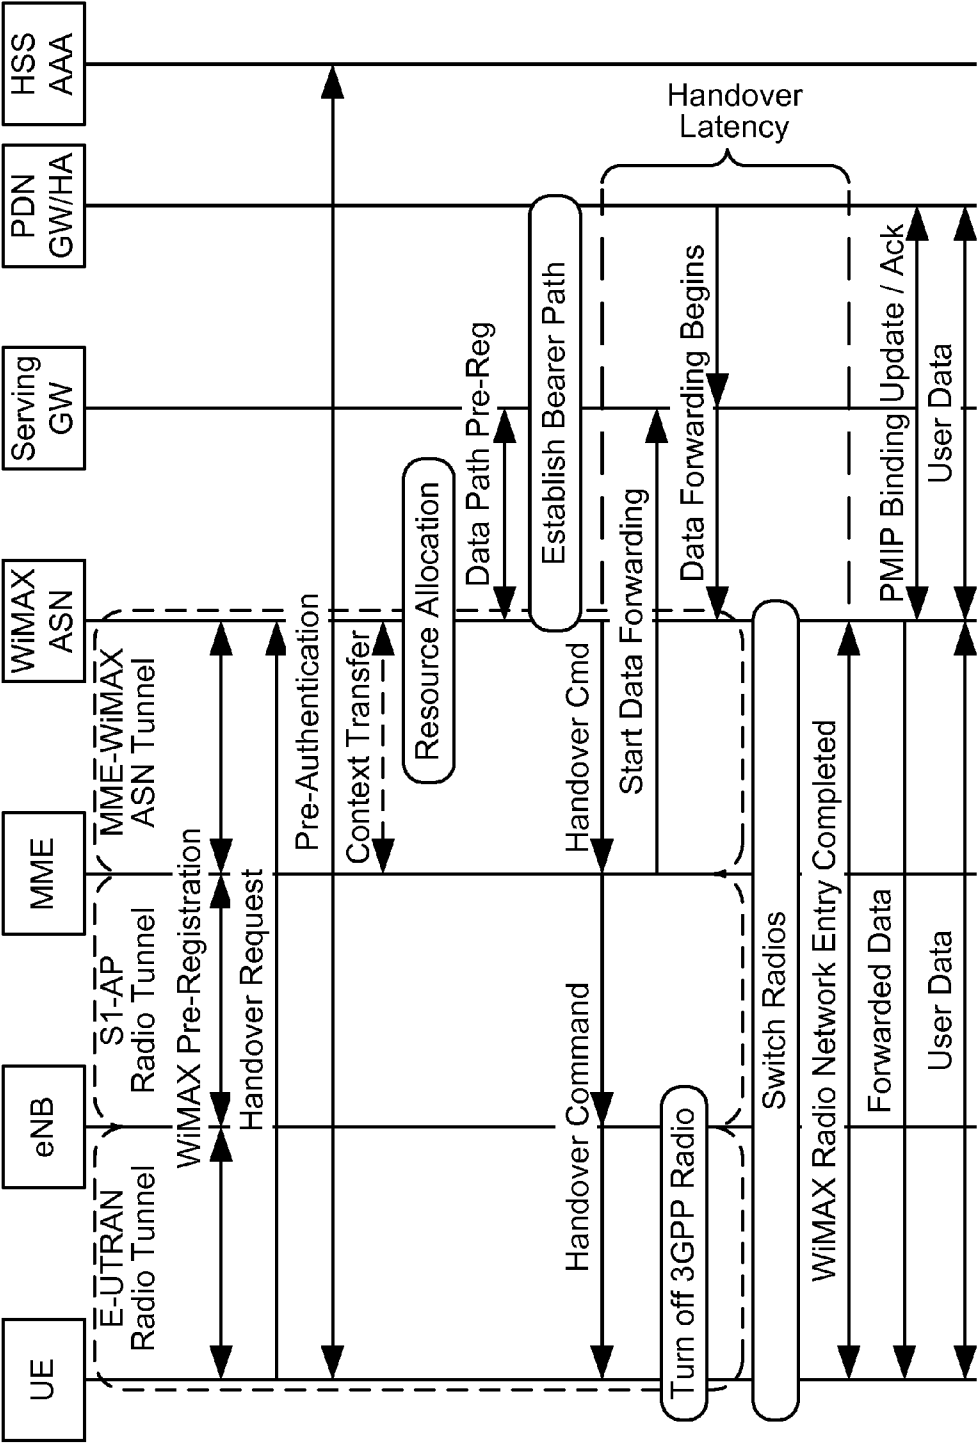 UE
eNB
MME
WiMAX
ASN
Serving
GW
PDN
GW/HA
HSS
AAA
E-UTRAN
Radio Tunnel
S1-AP
Radio Tunnel
MME-WiMAX
ASN Tunnel
WiMAX Pre-Registration
Handover Request
Pre-Authentication
Context Transfer
Resource Allocation
Data Path Pre-Reg
Establish Bearer Path
Handover Command
Handover Cmd
Handover
Latency
Start Data Forwarding
Turn off 3GPP Radio
Data Forwarding Begins
Switch Radios
WiMAX Radio Network Entry Completed
Forwarded Data
PMIP Binding Update / Ack
User Data
User Data